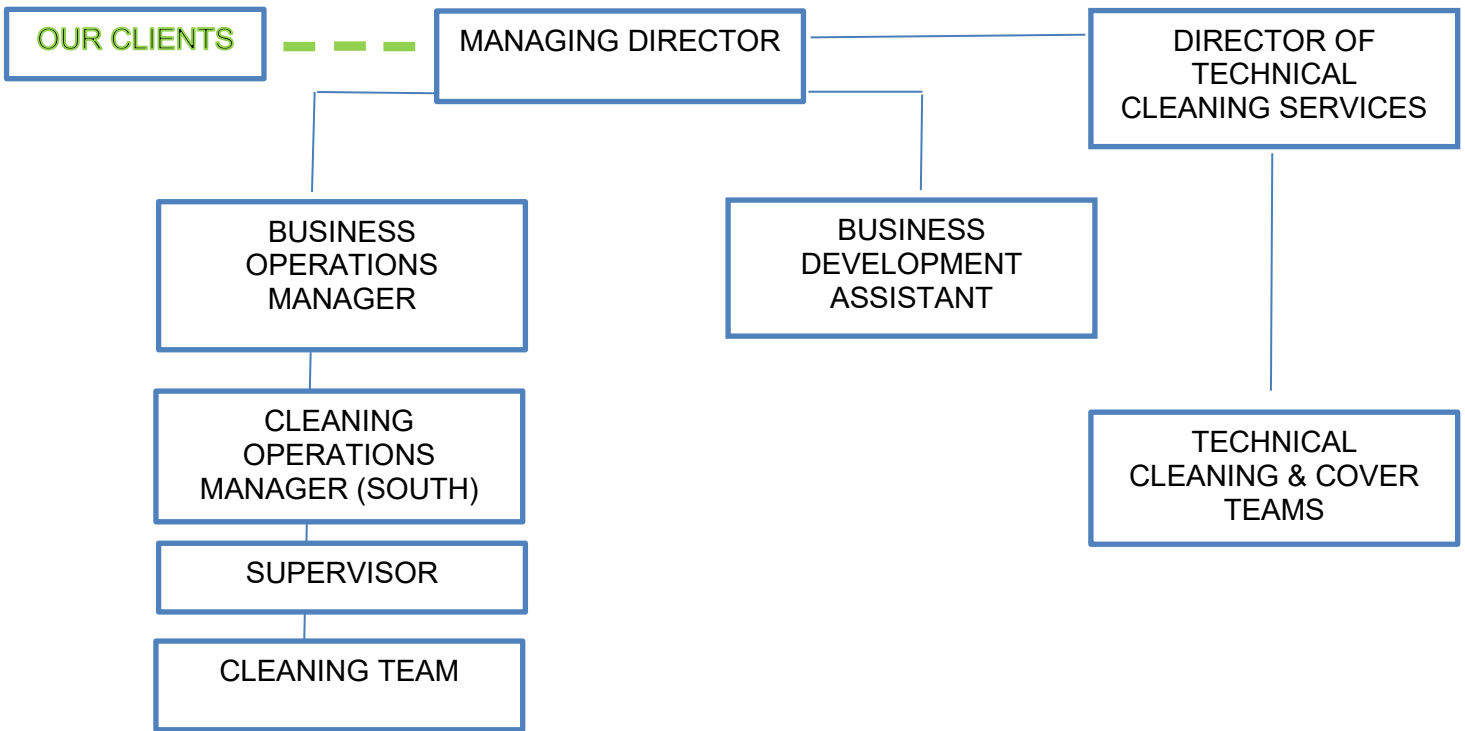 OUR CLIENTS
MANAGING DIRECTOR
DIRECTOR OF
TECHNICAL
CLEANING SERVICES
BUSINESS
OPERATIONS
MANAGER
BUSINESS
DEVELOPMENT
ASSISTANT
CLEANING
OPERATIONS
MANAGER (SOUTH)
TECHNICAL
CLEANING & COVER
TEAMS
SUPERVISOR
CLEANING TEAM